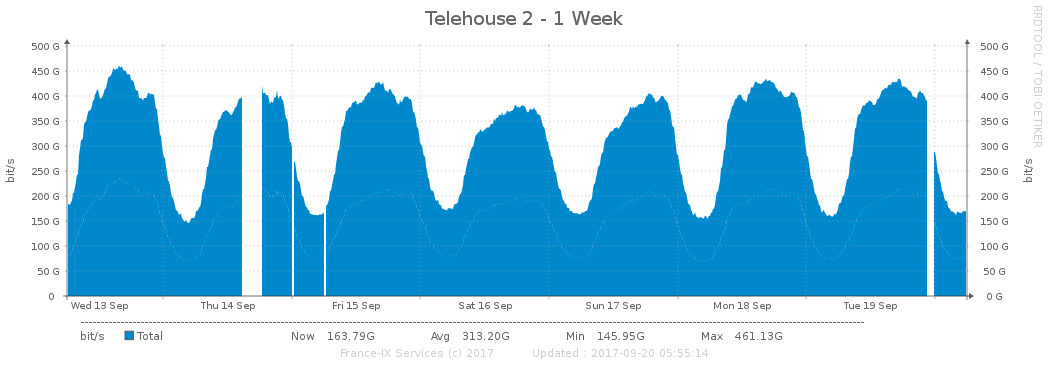 Telehouse 2 - 1 Week
RRDTOOL / TOBI OETIKER
500 G 500 G
450 G 450 G
400 G 400 G
350 G 350 G
300 G 300 G
bit/s bit/s
250 G 250 G
200 G 200 G
150 G 150 G
100 G 100 G
50 G 50 G
0 0 G
Wed 13 Sep Thu 14 Sep Fri 15 Sep Sat 16 Sep Sun 17 Sep Mon 18 Sep Tue 19 Sep
bit/s Total Now 163.79G Avg 313.20G Min 145.95G Max 461.13G
France-IX Services (c) 2017 Updated : 2017-09-20 05:55:14